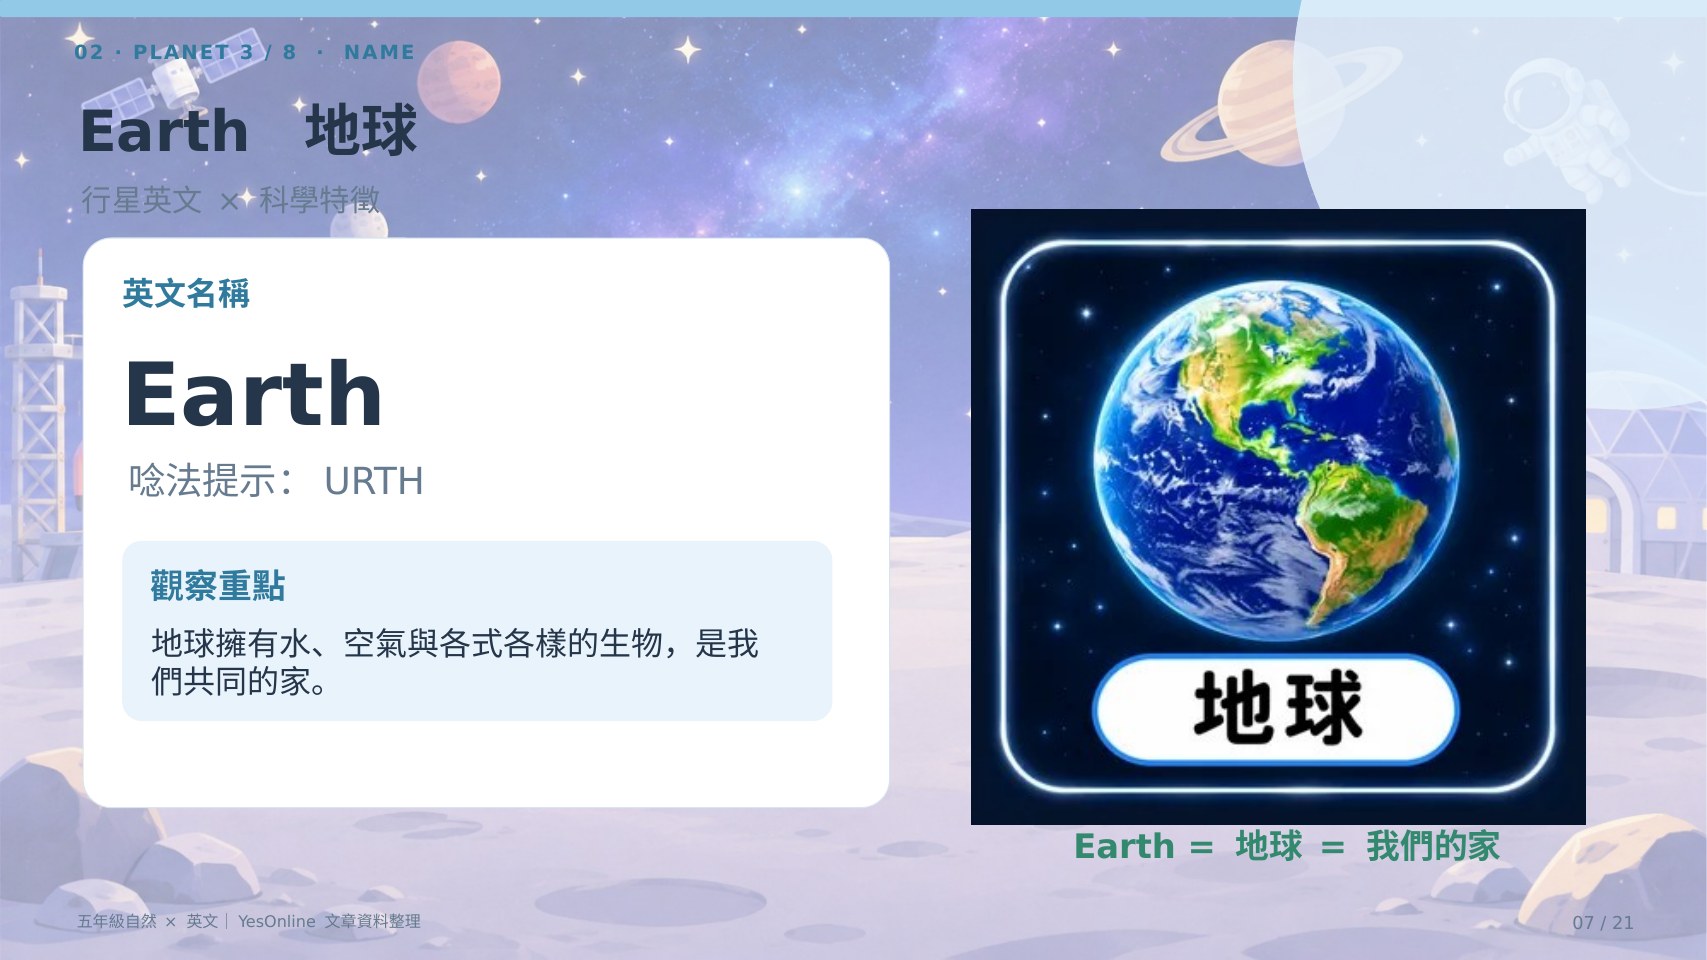 02 · PLANET 3 / 8 · NAME
Earth 地球
行星英文 × 科學特徵
英文名稱
Earth
唸法提示： URTH
觀察重點
地球擁有水、空氣與各式各樣的生物，是我
們共同的家。
地球
Earth = 地球 = 我們的家
五年級自然 × 英文｜YesOnline 文章資料整理
07 / 21